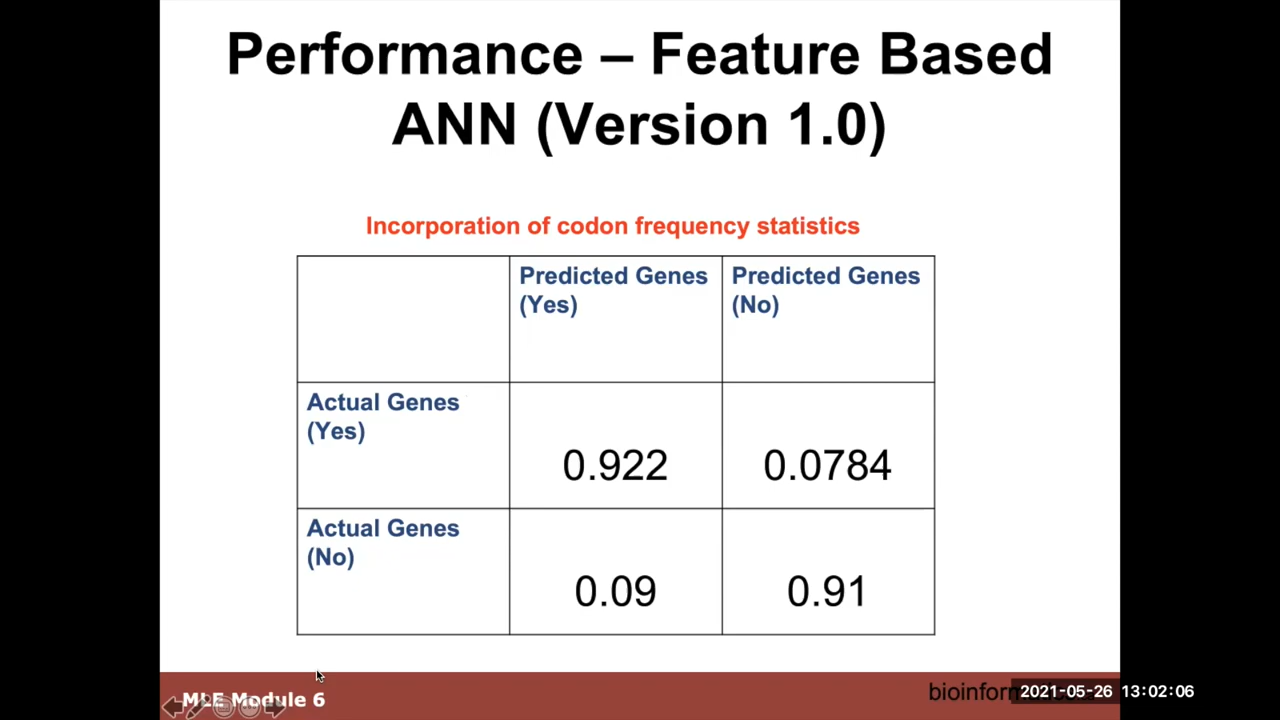 Performance – Feature Based
ANN (Version 1.0)
Incorporation of codon frequency statistics
Predicted Genes
(Yes)
Predicted Genes
(No)
Actual Genes
(Yes)
0.922
0.0784
Actual Genes
(No)
0.09
0.91
MLE Module 6
2021-05-26 13:02:06